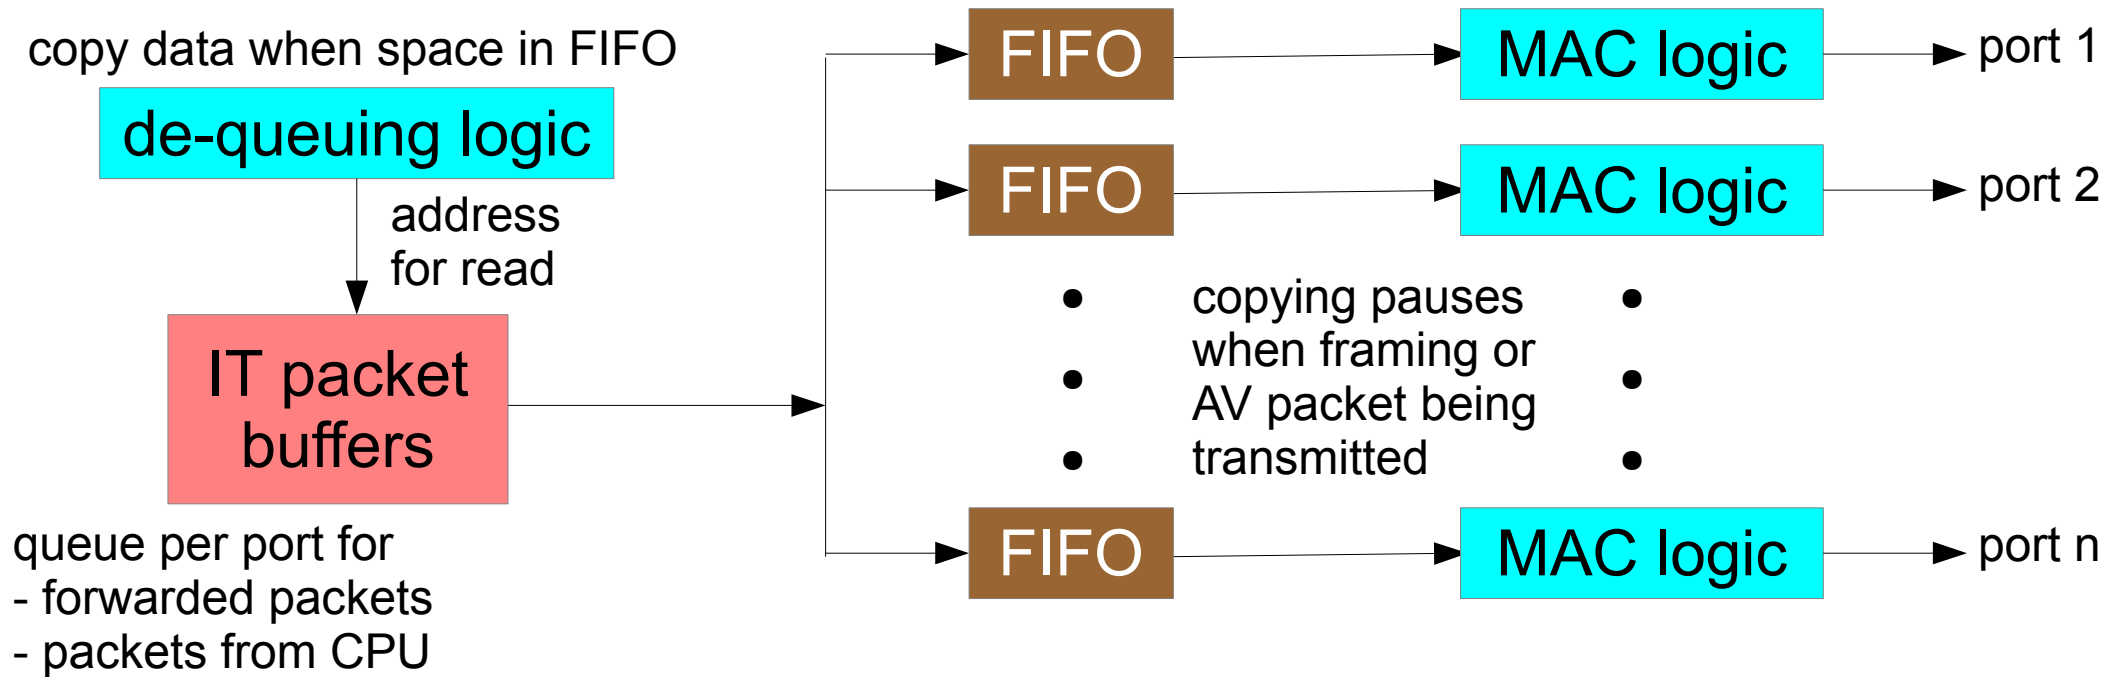 copy data when space in FIFO
de-queuing logic
address
for read
IT packet
buffers
queue per port for
- forwarded packets
- packets from CPU
FIFO
MAC logic
port 1
FIFO
MAC logic
port 2
copying pauses
when framing or
AV packet being
transmitted
FIFO
MAC logic
port n